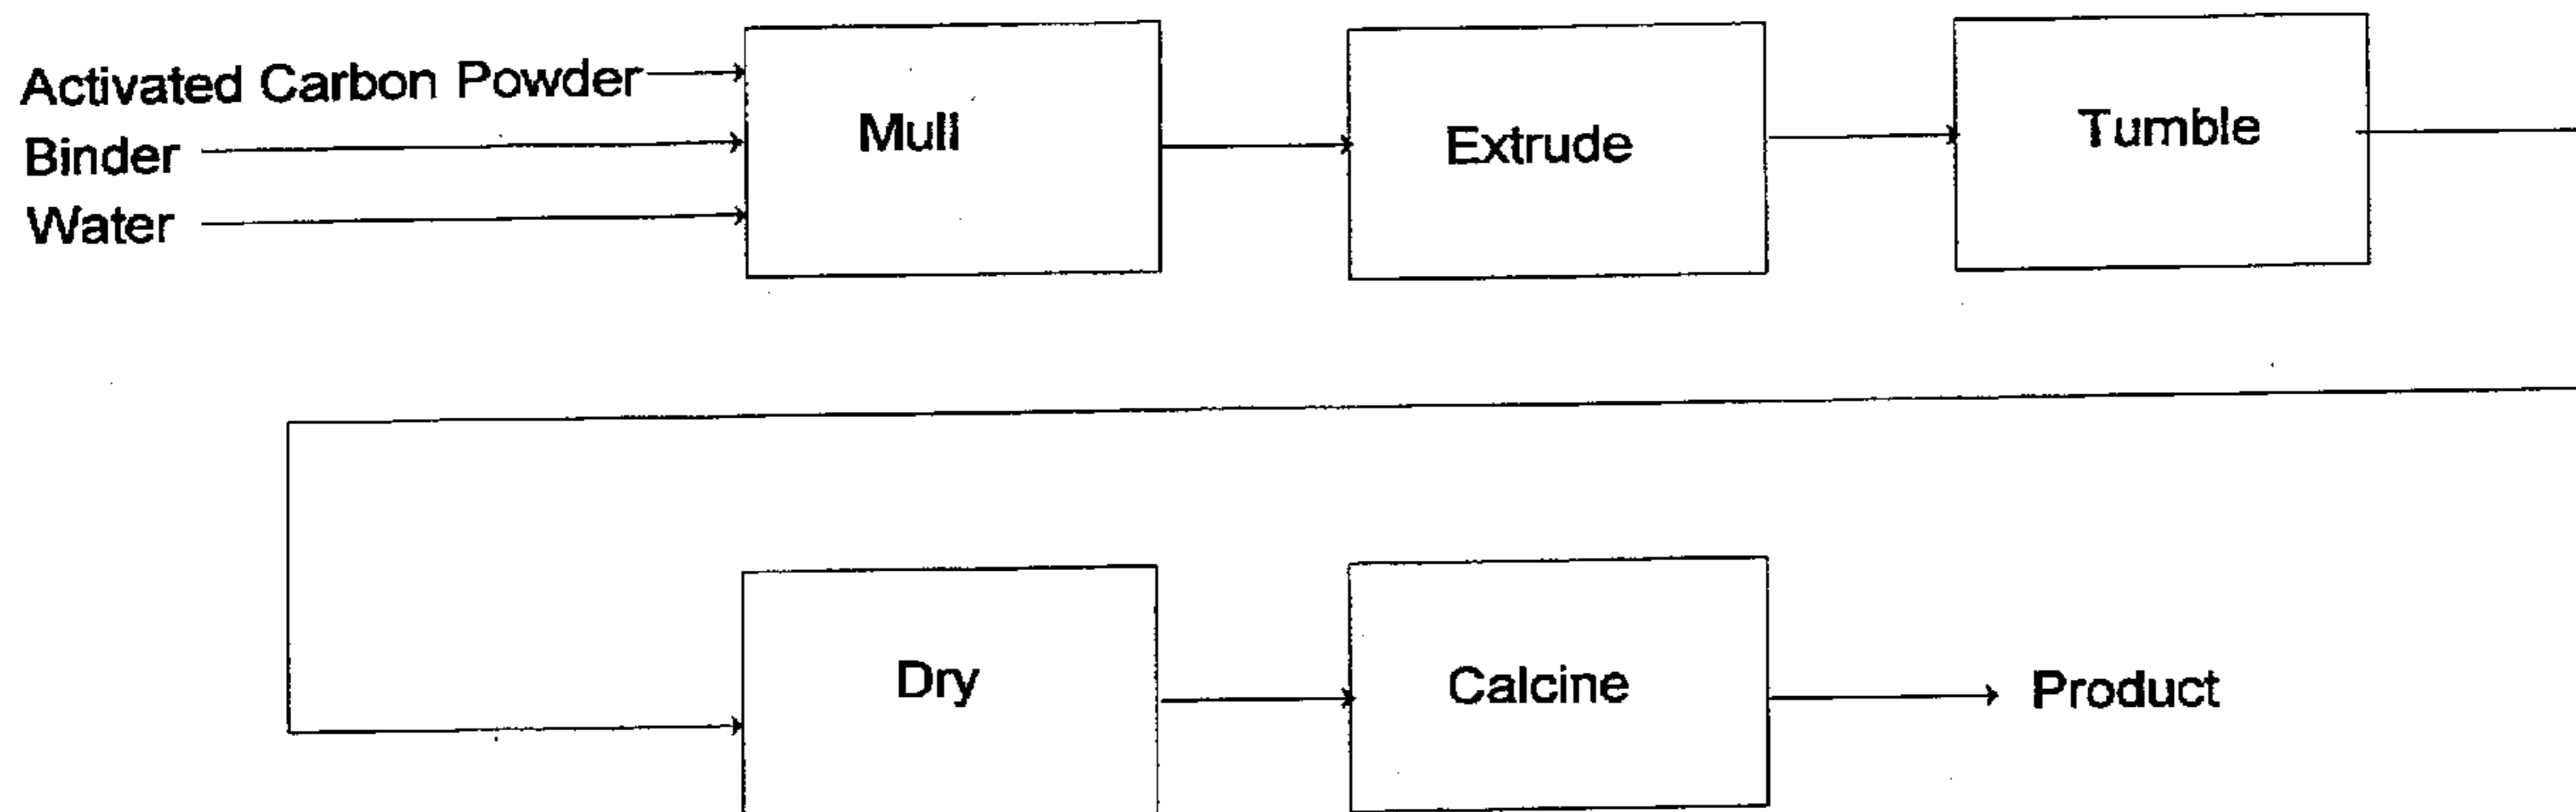 Activated Carbon Powder
Binder
Water
Mull
Extrude
Tumble
Dry
Calcine
Product